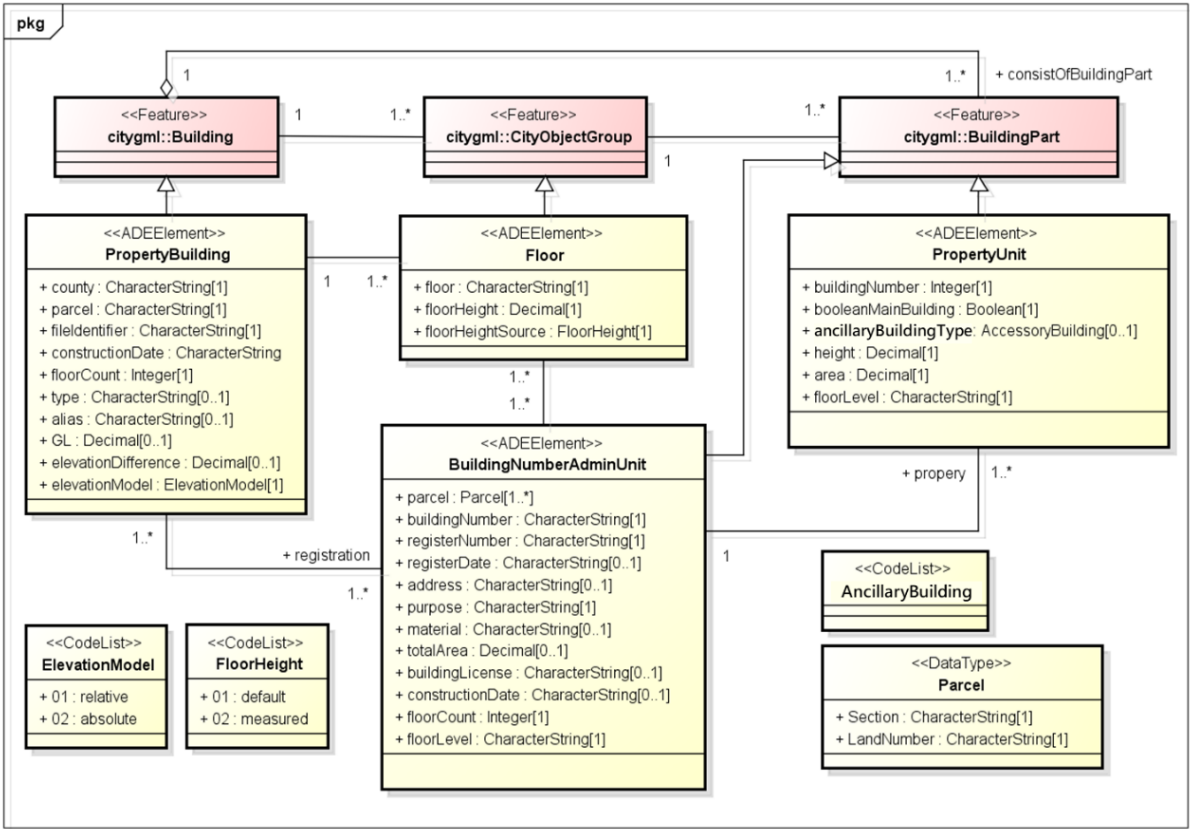 pkg
1
1..*
+ consistOfBuildingPart
<<Feature>>
citygml::Building
1
1..*
<<Feature>>
citygml::CityObjectGroup
1
1..*
<<Feature>>
citygml::BuildingPart
<<ADEElement>>
PropertyBuilding
+ county : CharacterString[1]
+ parcel : CharacterString[1]
+ fileIdentifier : CharacterString[1]
+ constructionDate : CharacterString
+ floorCount : Integer[1]
+ type : CharacterString[0..1]
+ alias : CharacterString[0..1]
+ GL : Decimal[0..1]
+ elevationDifference : Decimal[0..1]
+ elevationModel : ElevationModel[1]
1
1..*
<<ADEElement>>
Floor
+ floor : CharacterString[1]
+ floorHeight : Decimal[1]
+ floorHeightSource : FloorHeight[1]
<<ADEElement>>
PropertyUnit
+ buildingNumber : Integer[1]
+ booleanMainBuilding : Boolean[1]
+ ancillaryBuildingType: AccessoryBuilding[0..1]
+ height : Decimal[1]
+ area : Decimal[1]
+ floorLevel : CharacterString[1]
1..*
1..*
<<ADEElement>>
BuildingNumberAdminUnit
+ parcel : Parcel[1..*]
+ buildingNumber : CharacterString[1]
+ registerNumber : CharacterString[1]
+ registerDate : CharacterString[0..1]
+ address : CharacterString[0..1]
+ purpose : CharacterString[1]
+ material : CharacterString[0..1]
+ totalArea : Decimal[0..1]
+ buildingLicense : CharacterString[0..1]
+ constructionDate : CharacterString[0..1]
+ floorCount : Integer[1]
+ floorLevel : CharacterString[1]
+ propery
1..*
1
1..*
+ registration
1..*
<<CodeList>>
ElevationModel
+ 01 : relative
+ 02 : absolute
<<CodeList>>
FloorHeight
+ 01 : default
+ 02 : measured
<<CodeList>>
AncillaryBuilding
<<DataType>>
Parcel
+ Section : CharacterString[1]
+ LandNumber : CharacterString[1]